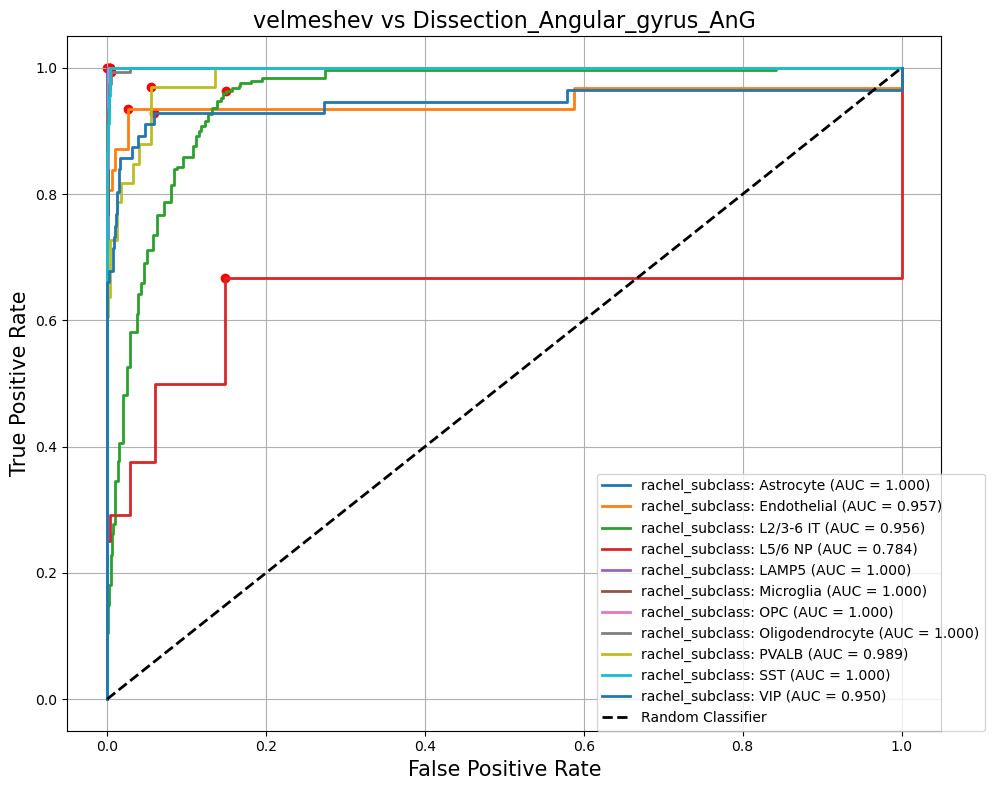 velmeshev vs Dissection_Angular_gyrus_AnG
1.0
0.8
0.6
0.4
0.2
0.0
True Positive Rate
rachel_subclass: Astrocyte (AUC = 1.000)
rachel_subclass: Endothelial (AUC = 0.957)
rachel_subclass: L2/3-6 IT (AUC = 0.956)
rachel_subclass: L5/6 NP (AUC = 0.784)
rachel_subclass: LAMP5 (AUC = 1.000)
rachel_subclass: Microglia (AUC = 1.000)
rachel_subclass: OPC (AUC = 1.000)
rachel_subclass: Oligodendrocyte (AUC = 1.000)
rachel_subclass: PVALB (AUC = 0.989)
rachel_subclass: SST (AUC = 1.000)
rachel_subclass: VIP (AUC = 0.950)
Random Classifier
0.0 0.2 0.4 0.6 0.8 1.0
False Positive Rate